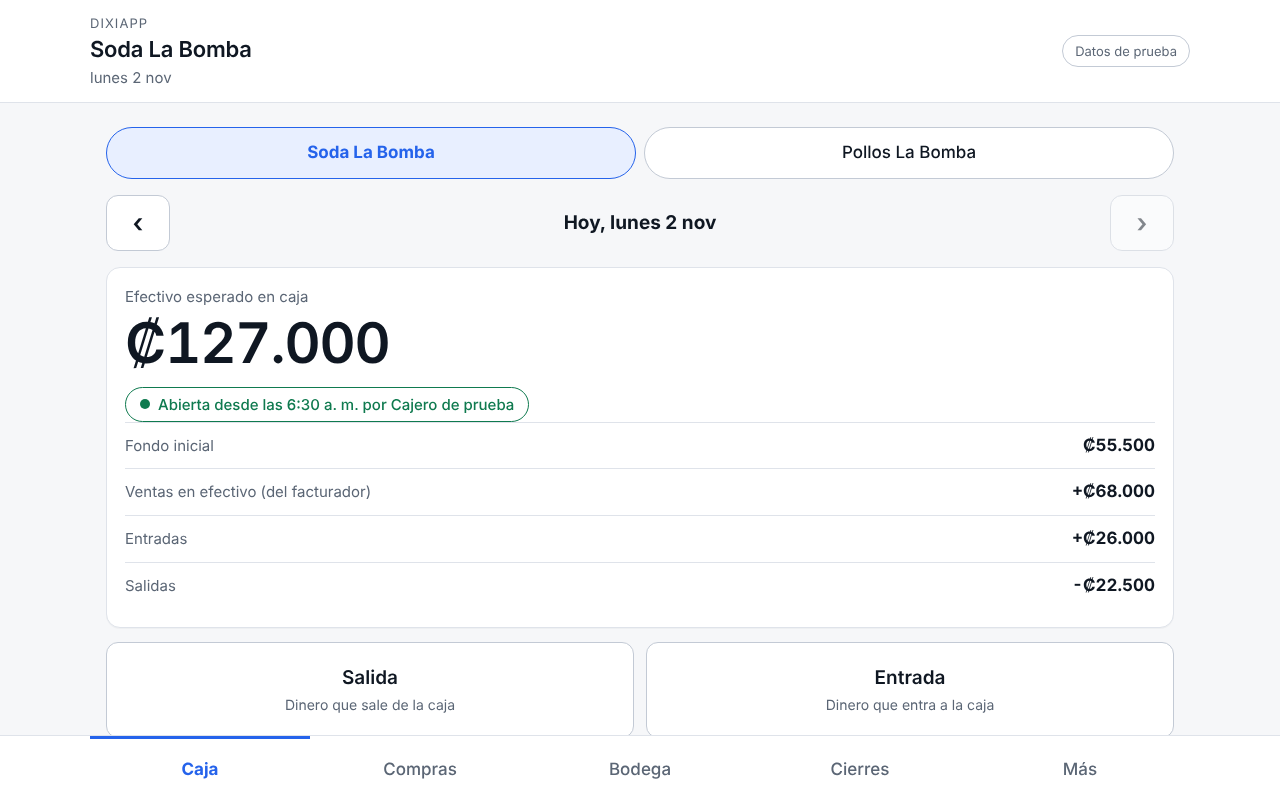 DIXIAPP
Soda La Bomba
lunes 2 nov
Datos de prueba
Soda La Bomba
Pollos La Bomba
‹
Hoy, lunes 2 nov
›
Efectivo esperado en caja
₡127.000
Abierta desde las 6:30 a. m. por Cajero de prueba
Fondo inicial ₡55.500
Ventas en efectivo (del facturador) +₡68.000
Entradas +₡26.000
Salidas -₡22.500
Salida
Dinero que sale de la caja
Entrada
Dinero que entra a la caja
Caja
Compras
Bodega
Cierres
Más